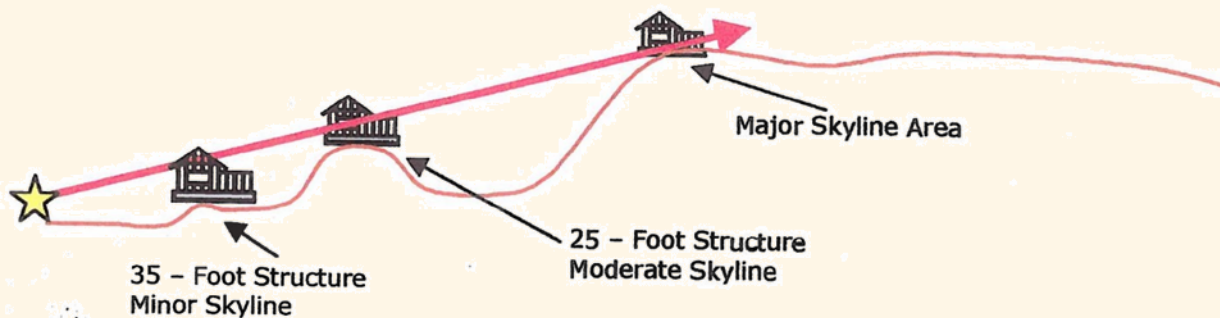 Major Skyline Area
25 – Foot Structure
Moderate Skyline
35 – Foot Structure
Minor Skyline